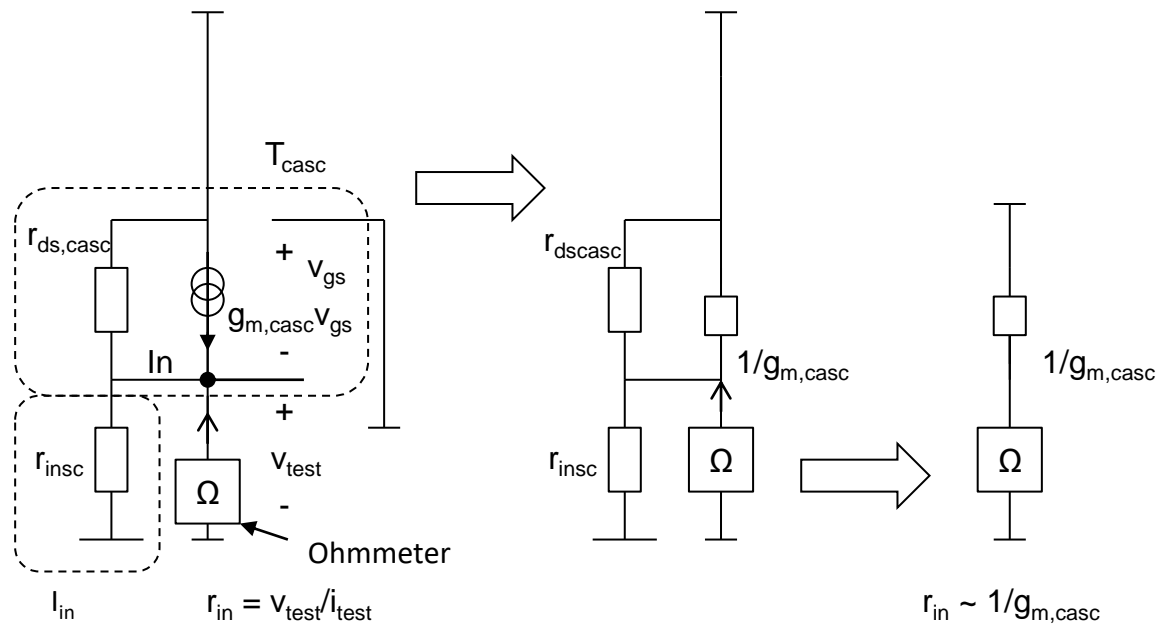 T_casc
r_ds,casc
+
v_gs
g_m,casc v_gs
-
In
+
r_insc
v_test
Ω
-
Ohmmeter
I_in
r_in = v_test/i_test
r_dscasc
1/g_m,casc
r_insc
Ω
1/g_m,casc
Ω
r_in ~ 1/g_m,casc